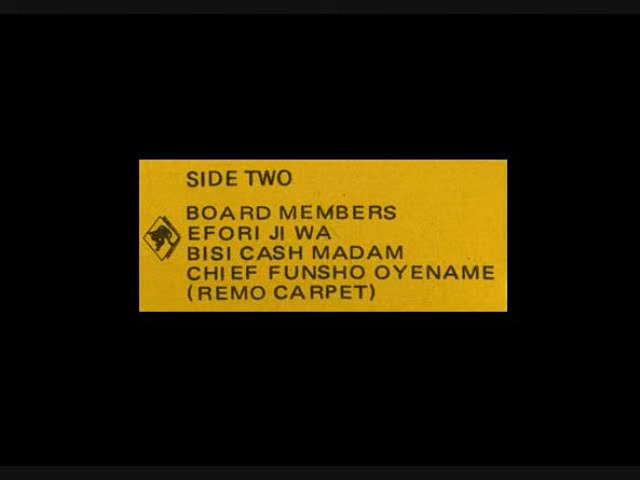 SIDE TWO
BOARD MEMBERS
EFORI JI WA
BISI CASH MADAM
CHIEF FUNSHO OYENAME
(REMO CARPET)